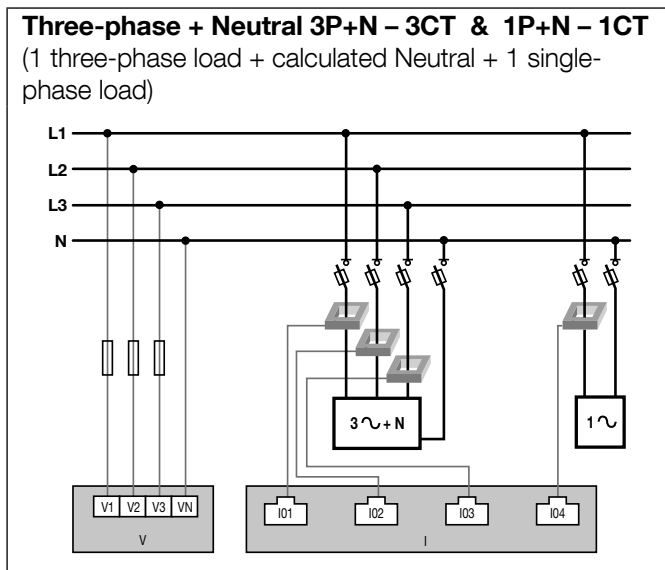 Three-phase + Neutral 3P+N – 3CT & 1P+N – 1CT
(1 three-phase load + calculated Neutral + 1 single-
phase load)
L1
L2
L3
N
3 + N
1
V1 V2 V3 VN
I01 I02 I03 I04
V
I